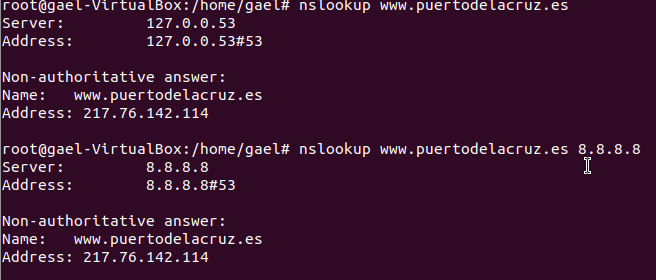 root@gael-VirtualBox:/home/gael# nslookup www.puertodelacruz.es
Server:         127.0.0.53
Address:        127.0.0.53#53

Non-authoritative answer:
Name:   www.puertodelacruz.es
Address: 217.76.142.114

root@gael-VirtualBox:/home/gael# nslookup www.puertodelacruz.es 8.8.8.8
Server:         8.8.8.8
Address:        8.8.8.8#53

Non-authoritative answer:
Name:   www.puertodelacruz.es
Address: 217.76.142.114